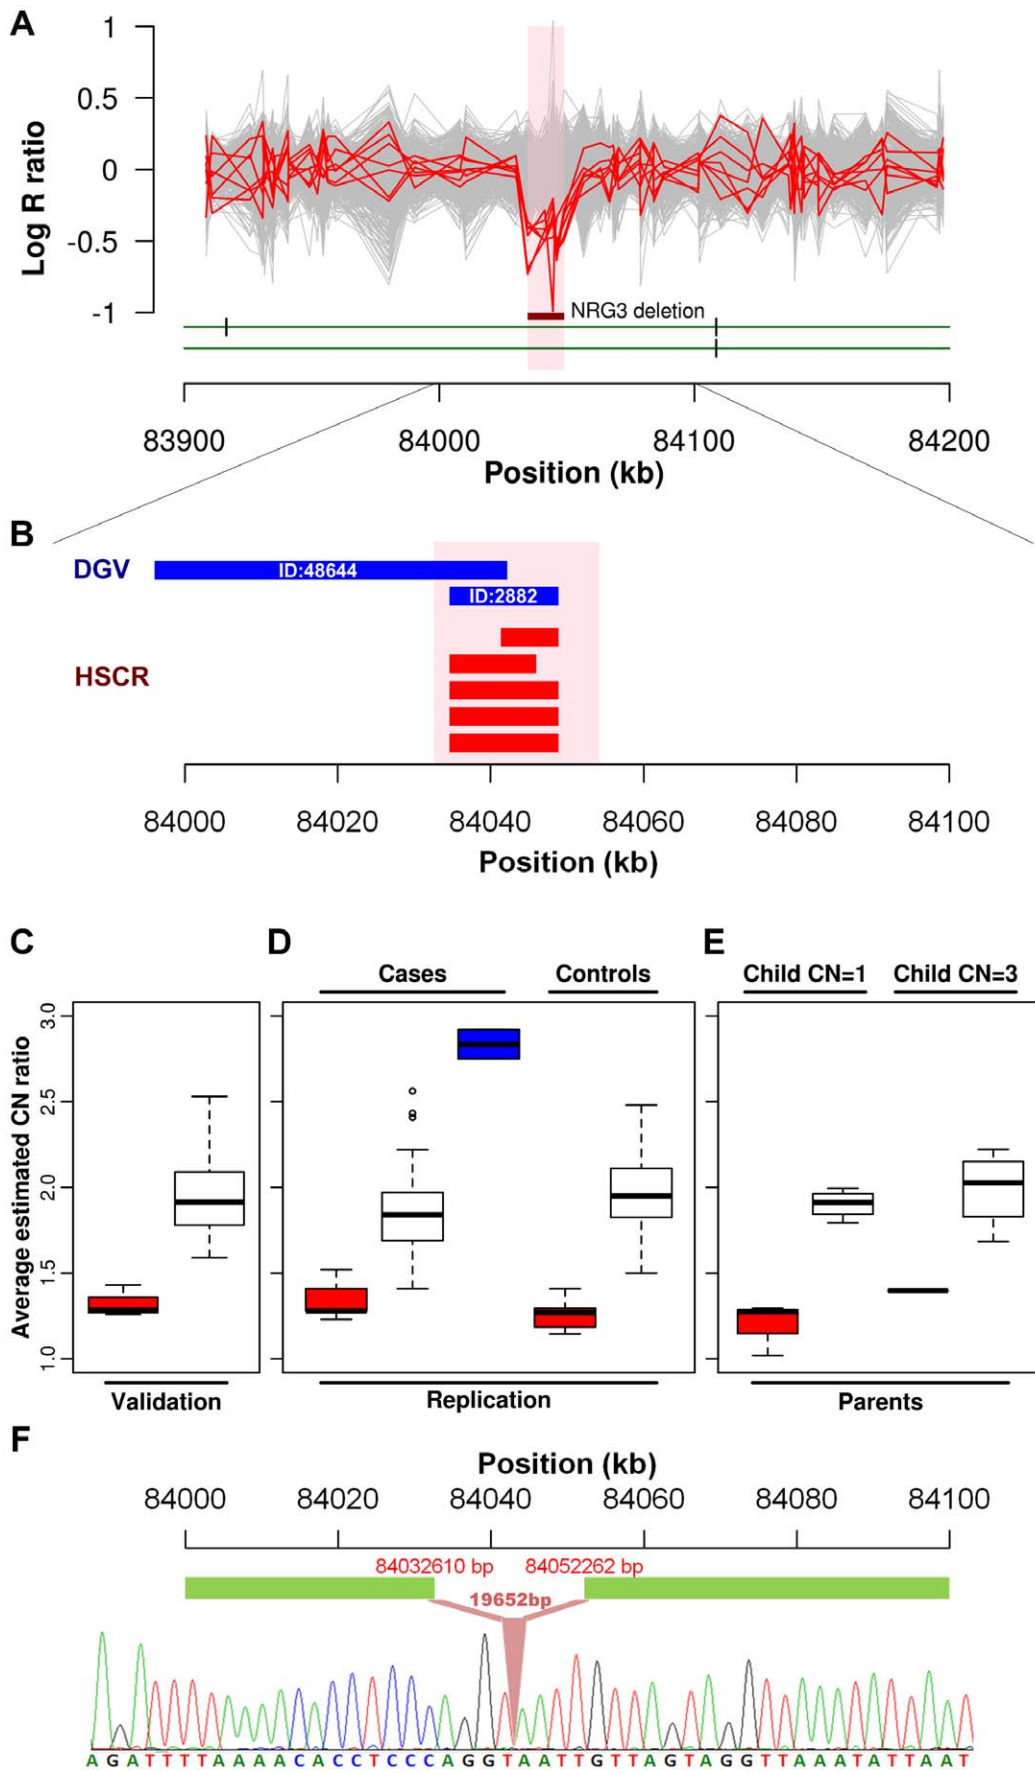 A
1
0.5
0
-0.5
-1
Log R ratio
NRG3 deletion
83900 84000 84100 84200
Position (kb)
B
DGV
ID:48644
ID:2882
HSCR
84000 84020 84040 84060 84080 84100
Position (kb)
C D E
Cases Controls Child CN=1 Child CN=3
3.0
2.5
2.0
1.5
1.0
Average estimated CN ratio
Validation Replication Parents
F
Position (kb)
84000 84020 84040 84060 84080 84100
84032610 bp 84052262 bp
19652bp
AGATTTTAAAACACCTCCCAGGTAATTGTTAGTAGGTTAAATATTAAT